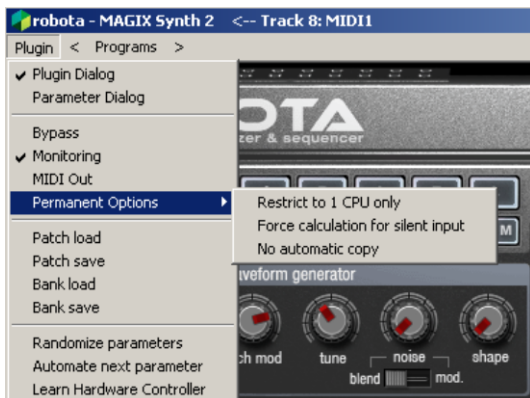 robota - MAGIX Synth 2 <-- Track 8: MIDI1
Plugin < Programs >
Plugin Dialog
Parameter Dialog
Bypass
Monitoring
MIDI Out
Permanent Options
Restrict to 1 CPU only
Force calculation for silent input
No automatic copy
Patch load
Patch save
Bank load
Bank save
Randomize parameters
Automate next parameter
Learn Hardware Controller
OTA
zer & sequencer
M
veform generator
ch mod tune noise shape
blend mod.